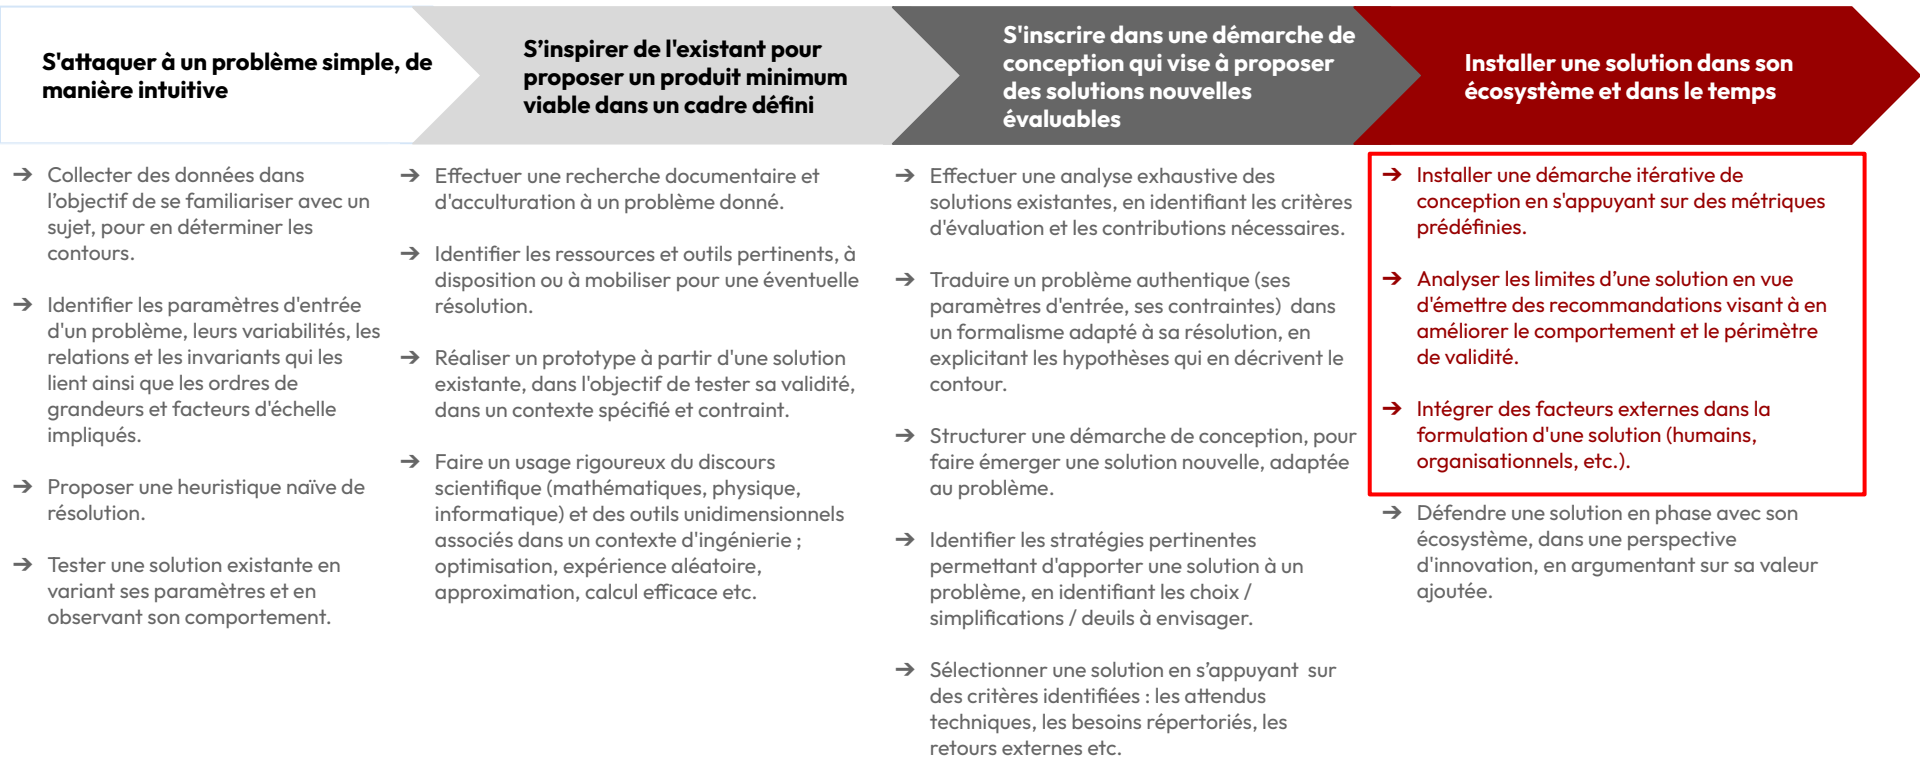 S'attaquer à un problème simple, de
manière intuitive
S’inspirer de l'existant pour
proposer un produit minimum
viable dans un cadre défini
S'inscrire dans une démarche de
conception qui vise à proposer
des solutions nouvelles
évaluables
Installer une solution dans son
écosystème et dans le temps
➔ Collecter des données dans
l’objectif de se familiariser avec un
sujet, pour en déterminer les
contours.
➔ Identifier les paramètres d'entrée
d'un problème, leurs variabilités, les
relations et les invariants qui les
lient ainsi que les ordres de
grandeurs et facteurs d'échelle
impliqués.
➔ Proposer une heuristique naïve de
résolution.
➔ Tester une solution existante en
variant ses paramètres et en
observant son comportement.
➔ Effectuer une recherche documentaire et
d'acculturation à un problème donné.
➔ Identifier les ressources et outils pertinents, à
disposition ou à mobiliser pour une éventuelle
résolution.
➔ Réaliser un prototype à partir d'une solution
existante, dans l'objectif de tester sa validité,
dans un contexte spécifié et contraint.
➔ Faire un usage rigoureux du discours
scientifique (mathématiques, physique,
informatique) et des outils unidimensionnels
associés dans un contexte d'ingénierie ;
optimisation, expérience aléatoire,
approximation, calcul efficace etc.
➔ Effectuer une analyse exhaustive des
solutions existantes, en identifiant les critères
d'évaluation et les contributions nécessaires.
➔ Traduire un problème authentique (ses
paramètres d'entrée, ses contraintes) dans
un formalisme adapté à sa résolution, en
explicitant les hypothèses qui en décrivent le
contour.
➔ Structurer une démarche de conception, pour
faire émerger une solution nouvelle, adaptée
au problème.
➔ Identifier les stratégies pertinentes
permettant d'apporter une solution à un
problème, en identifiant les choix /
simplifications / deuils à envisager.
➔ Sélectionner une solution en s’appuyant sur
des critères identifiées : les attendus
techniques, les besoins répertoriés, les
retours externes etc.
➔ Installer une démarche itérative de
conception en s'appuyant sur des métriques
prédéfinies.
➔ Analyser les limites d’une solution en vue
d'émettre des recommandations visant à en
améliorer le comportement et le périmètre
de validité.
➔ Intégrer des facteurs externes dans la
formulation d'une solution (humains,
organisationnels, etc.).
➔ Défendre une solution en phase avec son
écosystème, dans une perspective
d'innovation, en argumentant sur sa valeur
ajoutée.